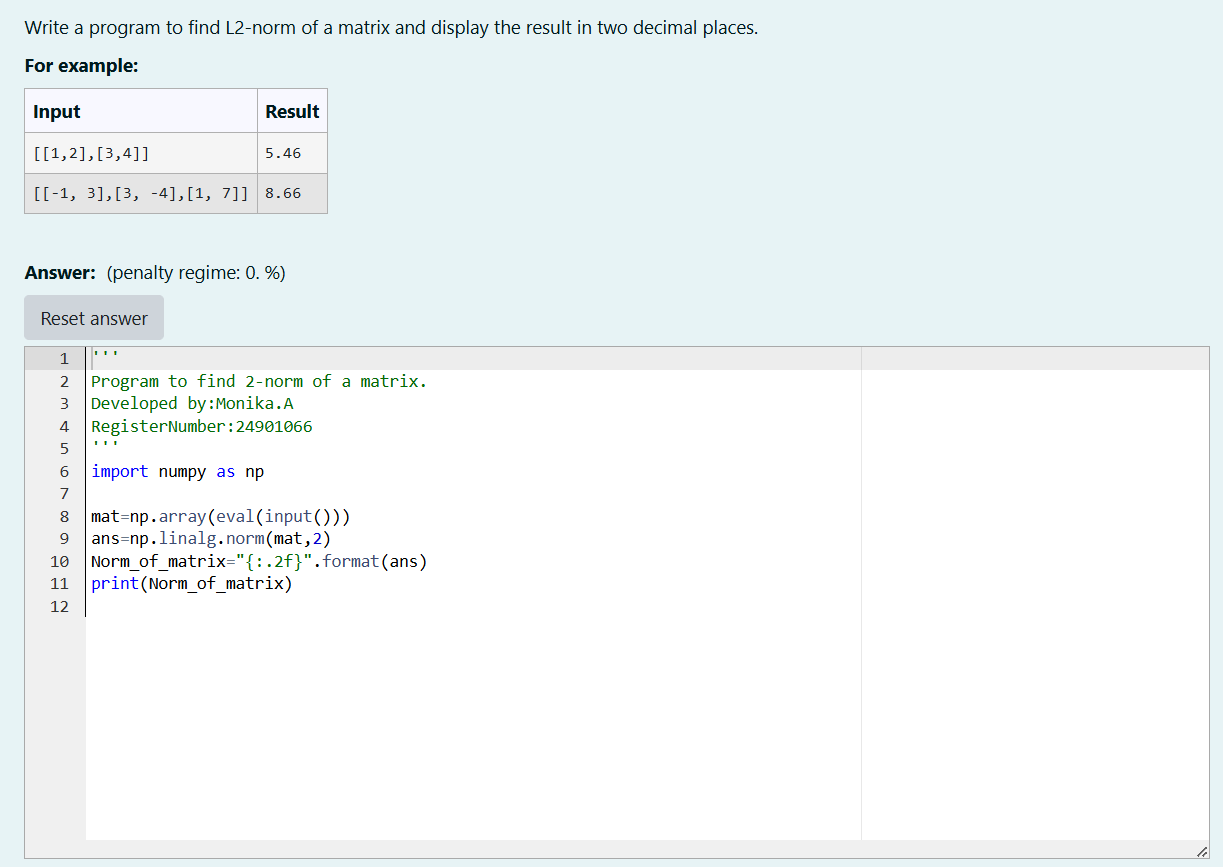 Write a program to find L2-norm of a matrix and display the result in two decimal places.
For example:
Input Result
[[1,2],[3,4]] 5.46
[[-1, 3],[3, -4],[1, 7]] 8.66
Answer: (penalty regime: 0. %)
Reset answer
1 '''
2 Program to find 2-norm of a matrix.
3 Developed by:Monika.A
4 RegisterNumber:24901066
5 '''
6 import numpy as np
7
8 mat=np.array(eval(input()))
9 ans=np.linalg.norm(mat,2)
10 Norm_of_matrix="{:.2f}".format(ans)
11 print(Norm_of_matrix)
12